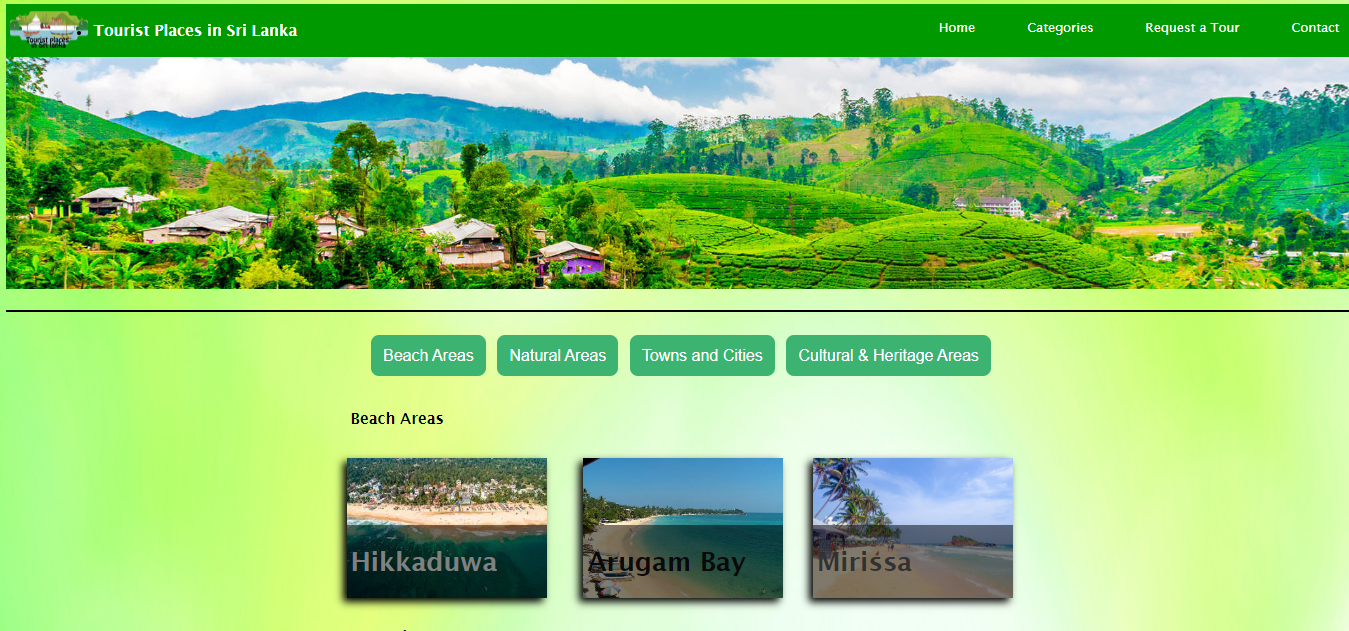 Tourist places
in Sri lanka
Tourist Places in Sri Lanka
Home
Categories
Request a Tour
Contact
Beach Areas
Natural Areas
Towns and Cities
Cultural & Heritage Areas
Beach Areas
Hikkaduwa
Arugam Bay
Mirissa